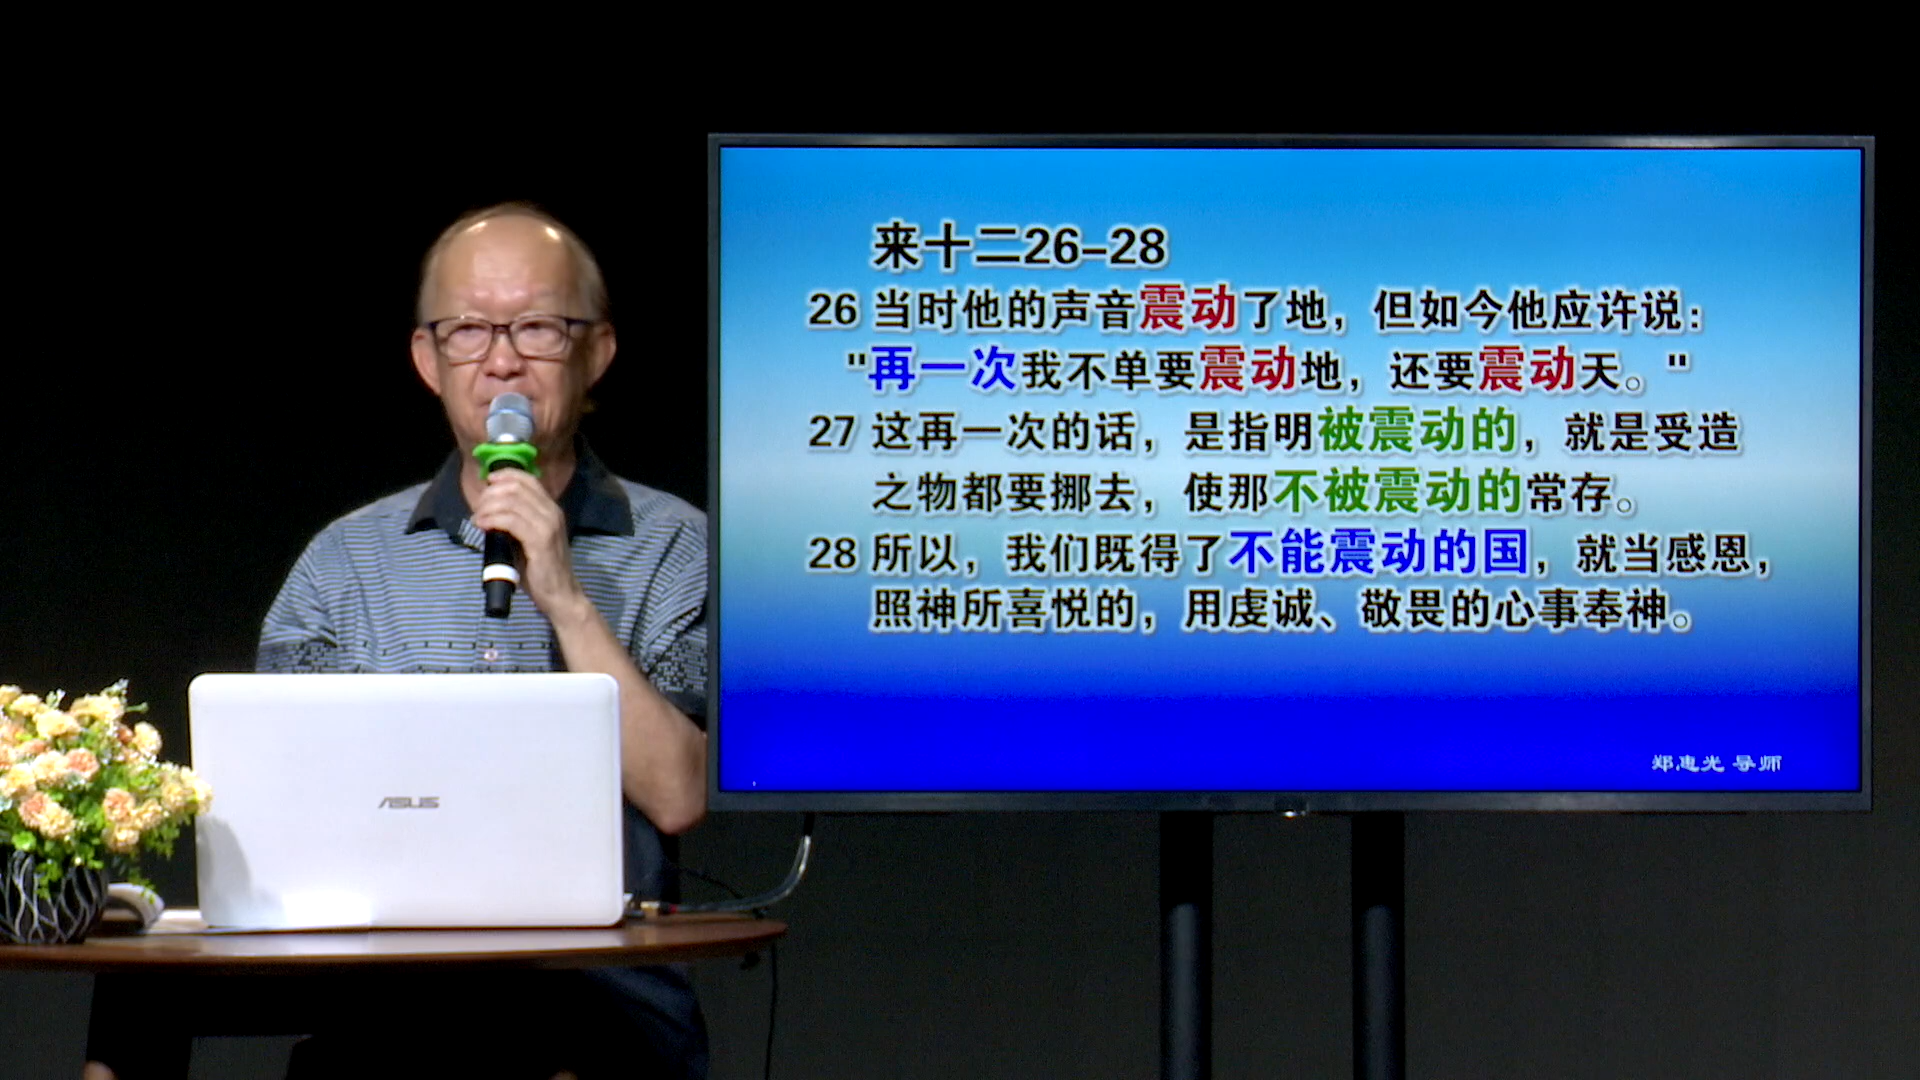 来十二26-28
26 当时他的声音震动了地，但如今他应许说：
"再一次我不单要震动地，还要震动天。"
27 这再一次的话，是指明被震动的，就是受造
之物都要挪去，使那不被震动的常存。
28 所以，我们既得了不能震动的国，就当感恩，
照神所喜悦的，用虔诚、敬畏的心事奉神。
郑惠光 导师
ASUS